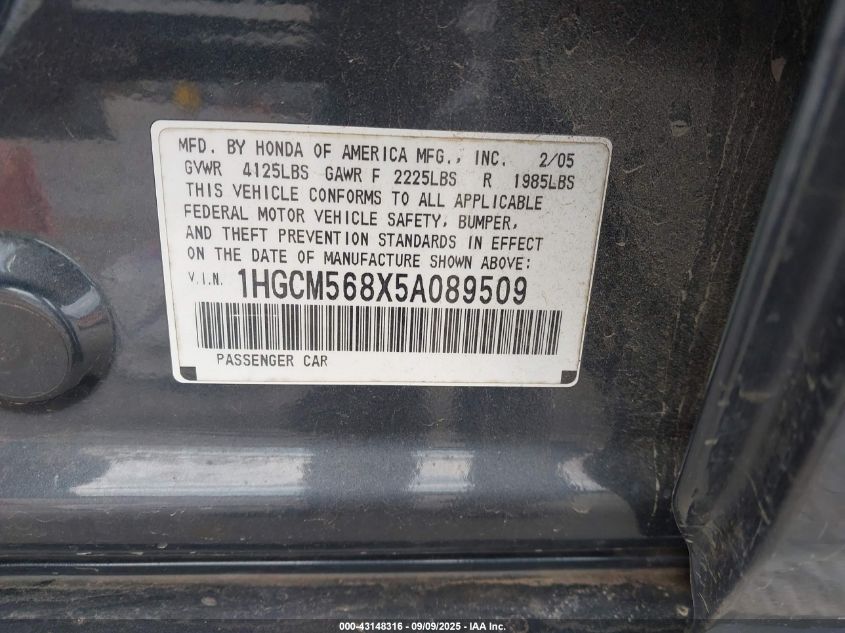 MFD. BY HONDA OF AMERICA MFG., INC. 2/05
GVWR 4125LBS GAWR F 2225LBS R 1985LBS
THIS VEHICLE CONFORMS TO ALL APPLICABLE
FEDERAL MOTOR VEHICLE SAFETY, BUMPER,
AND THEFT PREVENTION STANDARDS IN EFFECT
ON THE DATE OF MANUFACTURE SHOWN ABOVE:
V.I.N. 1HGCM568X5A089509
PASSENGER CAR
000-43148316 - 09/09/2025 - IAA Inc.